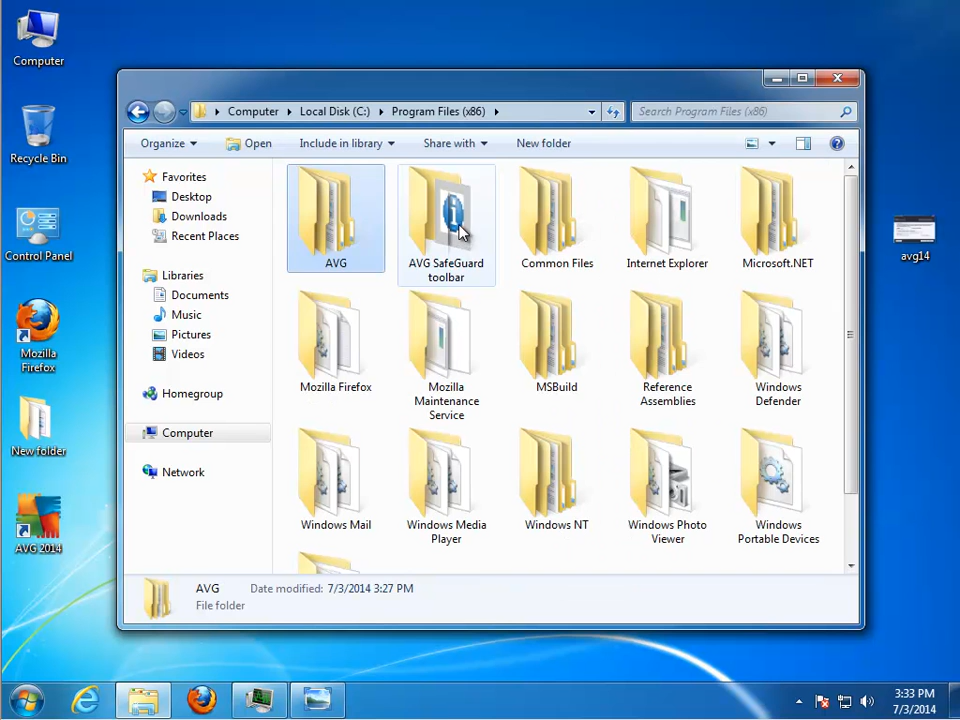 Computer
Recycle Bin
Control Panel
Mozilla
Firefox
New folder
AVG 2014
avg14
Computer
Local Disk (C:)
Program Files (x86)
Search Program Files (x86)
Organize
Open
Include in library
Share with
New folder
Favorites
Desktop
Downloads
Recent Places
Libraries
Documents
Music
Pictures
Videos
Homegroup
Computer
Network
AVG
AVG SafeGuard
toolbar
Common Files
Internet Explorer
Microsoft.NET
Mozilla Firefox
Mozilla
Maintenance
Service
MSBuild
Reference
Assemblies
Windows
Defender
Windows Mail
Windows Media
Player
Windows NT
Windows Photo
Viewer
Windows
Portable Devices
AVG
Date modified: 7/3/2014 3:27 PM
File folder
3:33 PM
7/3/2014